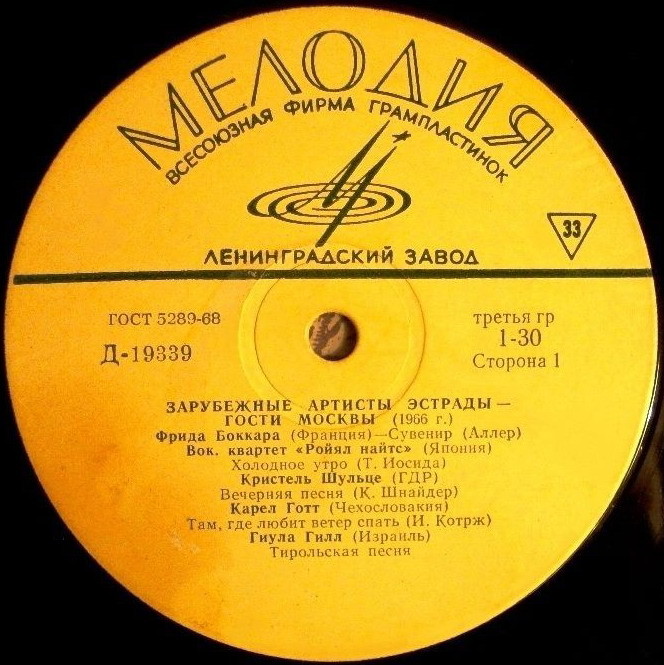 МЕЛОДИЯ
ВСЕСОЮЗНАЯ ФИРМА ГРАМПЛАСТИНОК
33
ЛЕНИНГРАДСКИЙ ЗАВОД
ГОСТ 5289-68
третья гр
Д-19339
1-30
Сторона 1
ЗАРУБЕЖНЫЕ АРТИСТЫ ЭСТРАДЫ —
ГОСТИ МОСКВЫ (1966 г.)
Фрида Боккара (Франция)—Сувенир (Аллер)
Вок. квартет «Ройял найтс» (Япония)
Холодное утро (Т. Иосида)
Кристель Шульце (ГДР)
Вечерняя песня (К. Шнайдер)
Карел Готт (Чехословакия)
Там, где любит ветер спать (И. Котрж)
Гиула Гилл (Израиль)
Тирольская песня